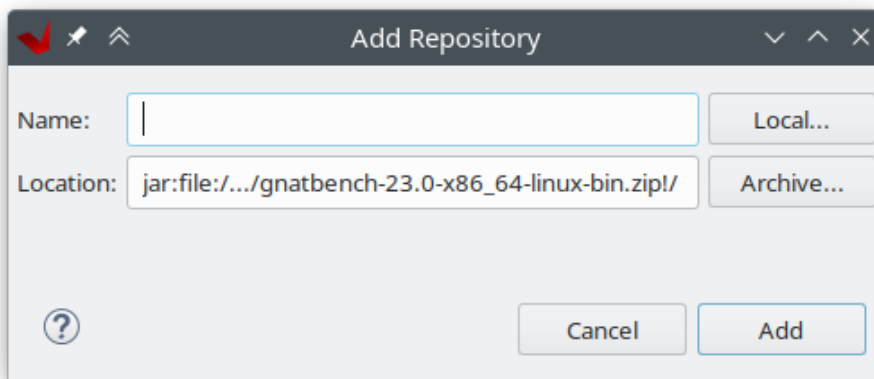 Add Repository
Name: Local...
Location: jar:file:/.../gnatbench-23.0-x86_64-linux-bin.zip!/ Archive...
? Cancel Add